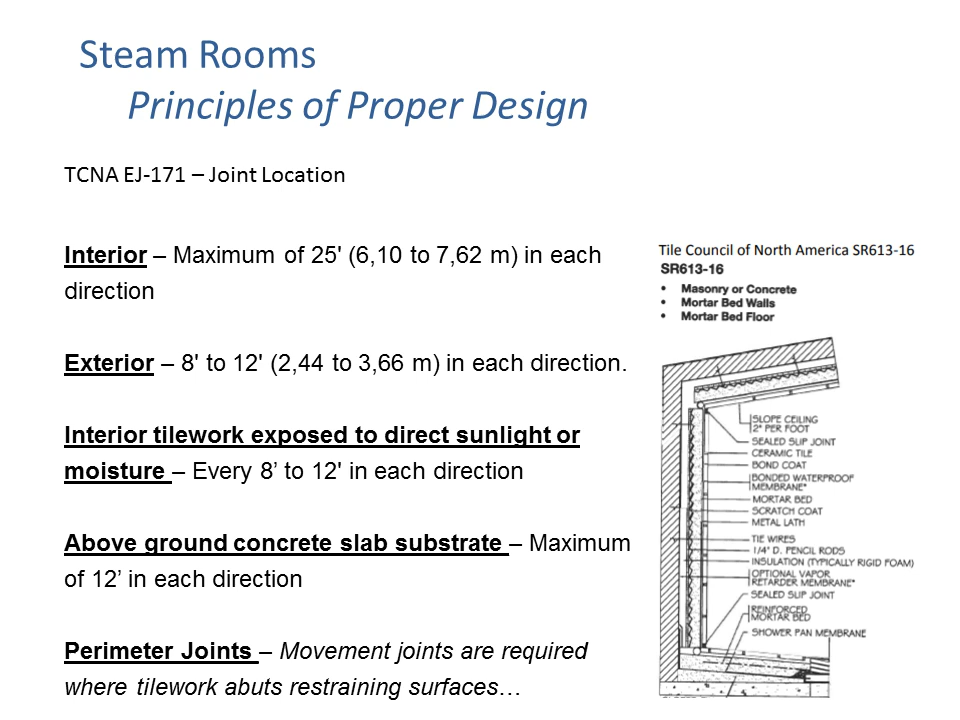 Steam Rooms
Principles of Proper Design
TCNA EJ-171 – Joint Location
Interior – Maximum of 25' (6,10 to 7,62 m) in each
direction
Exterior – 8' to 12' (2,44 to 3,66 m) in each direction.
Interior tilework exposed to direct sunlight or
moisture – Every 8’ to 12' in each direction
Above ground concrete slab substrate – Maximum
of 12’ in each direction
Perimeter Joints – Movement joints are required
where tilework abuts restraining surfaces…
Tile Council of North America SR613-16
SR613-16
• Masonry or Concrete
• Mortar Bed Walls
• Mortar Bed Floor
SLOPE CEILING
2" PER FOOT
SEALED SLIP JOINT
CERAMIC TILE
BOND COAT
BONDED WATERPROOF
MEMBRANE*
MORTAR BED
SCRATCH COAT
METAL LATH
TIE WIRES
1/4" D. PENCIL RODS
INSULATION (TYPICALLY RIGID FOAM)
OPTIONAL VAPOR
RETARDER MEMBRANE*
SEALED SLIP JOINT
REINFORCED
MORTAR BED
SHOWER PAN MEMBRANE